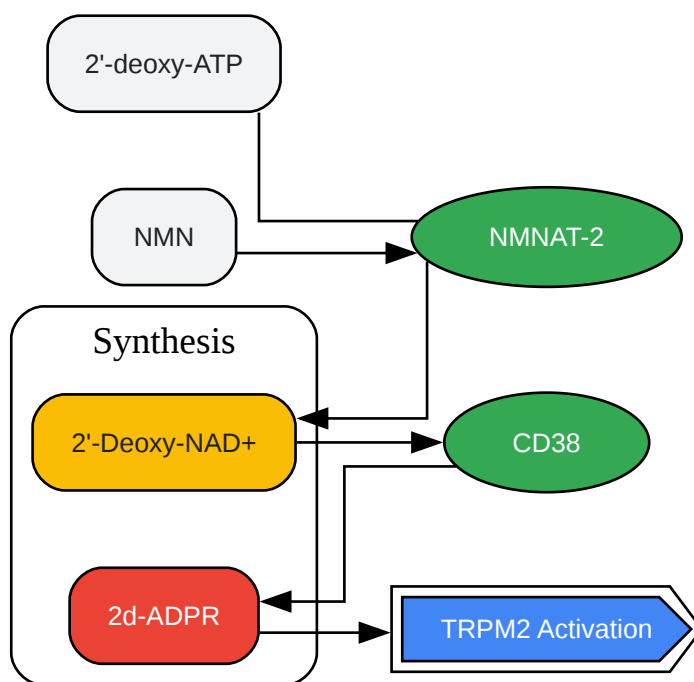 2'-deoxy-ATP
NMN
NMNAT-2
Synthesis
2'-Deoxy-NAD+
CD38
2d-ADPR
TRPM2 Activation